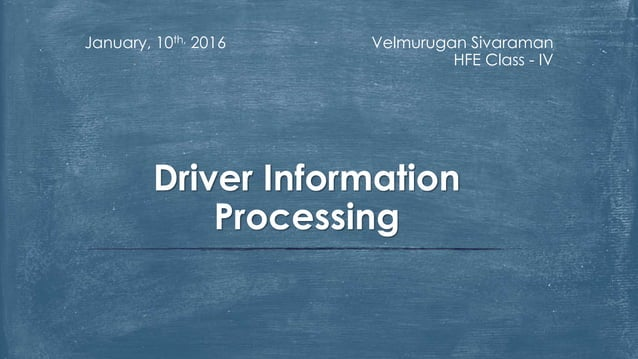 January, 10th, 2016
Velmurugan Sivaraman
HFE Class - IV
Driver Information
Processing